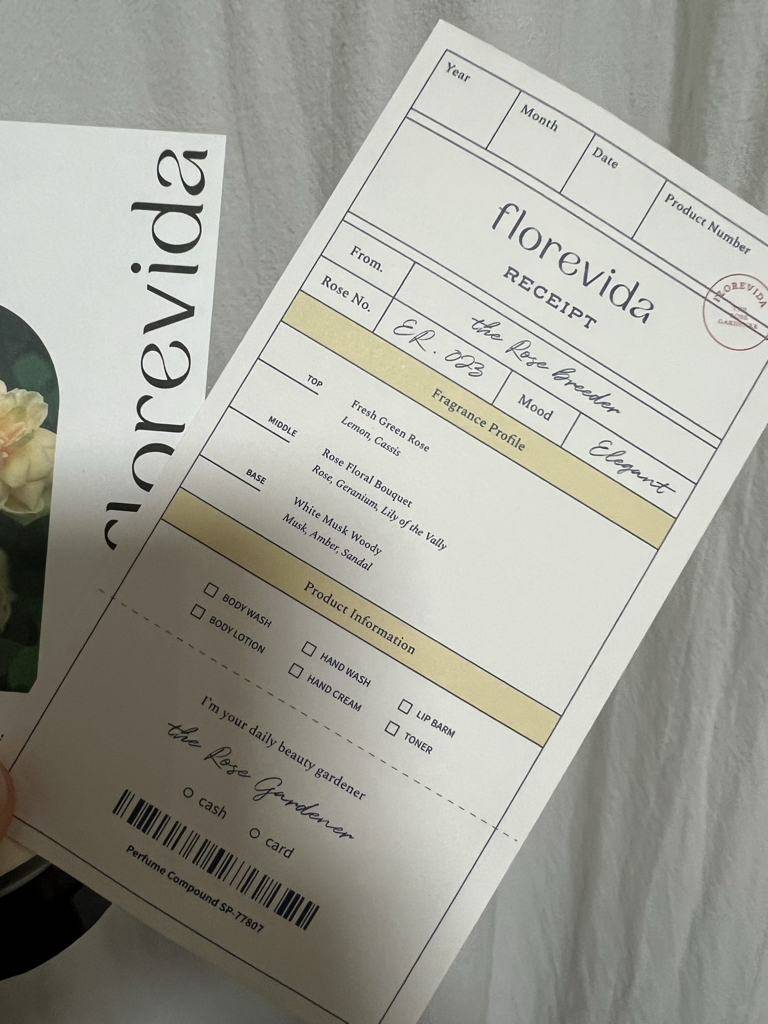 florevida
Year
Month
Date
Product Number
florevida
RECEIPT
FLOREVIDA
From.
the Rose Breeder
Rose No.
ER. 023
Mood
Elegant
Fragrance Profile
TOP
Fresh Green Rose
Lemon, Cassis
MIDDLE
Rose Floral Bouquet
Rose, Geranium, Lily of the Vally
BASE
White Musk Woody
Musk, Amber, Sandal
Product Information
BODY WASH
HAND WASH
LIP BARM
BODY LOTION
HAND CREAM
TONER
I'm your daily beauty gardener
the Rose Gardener
cash
card
Perfume Compound SP-77807